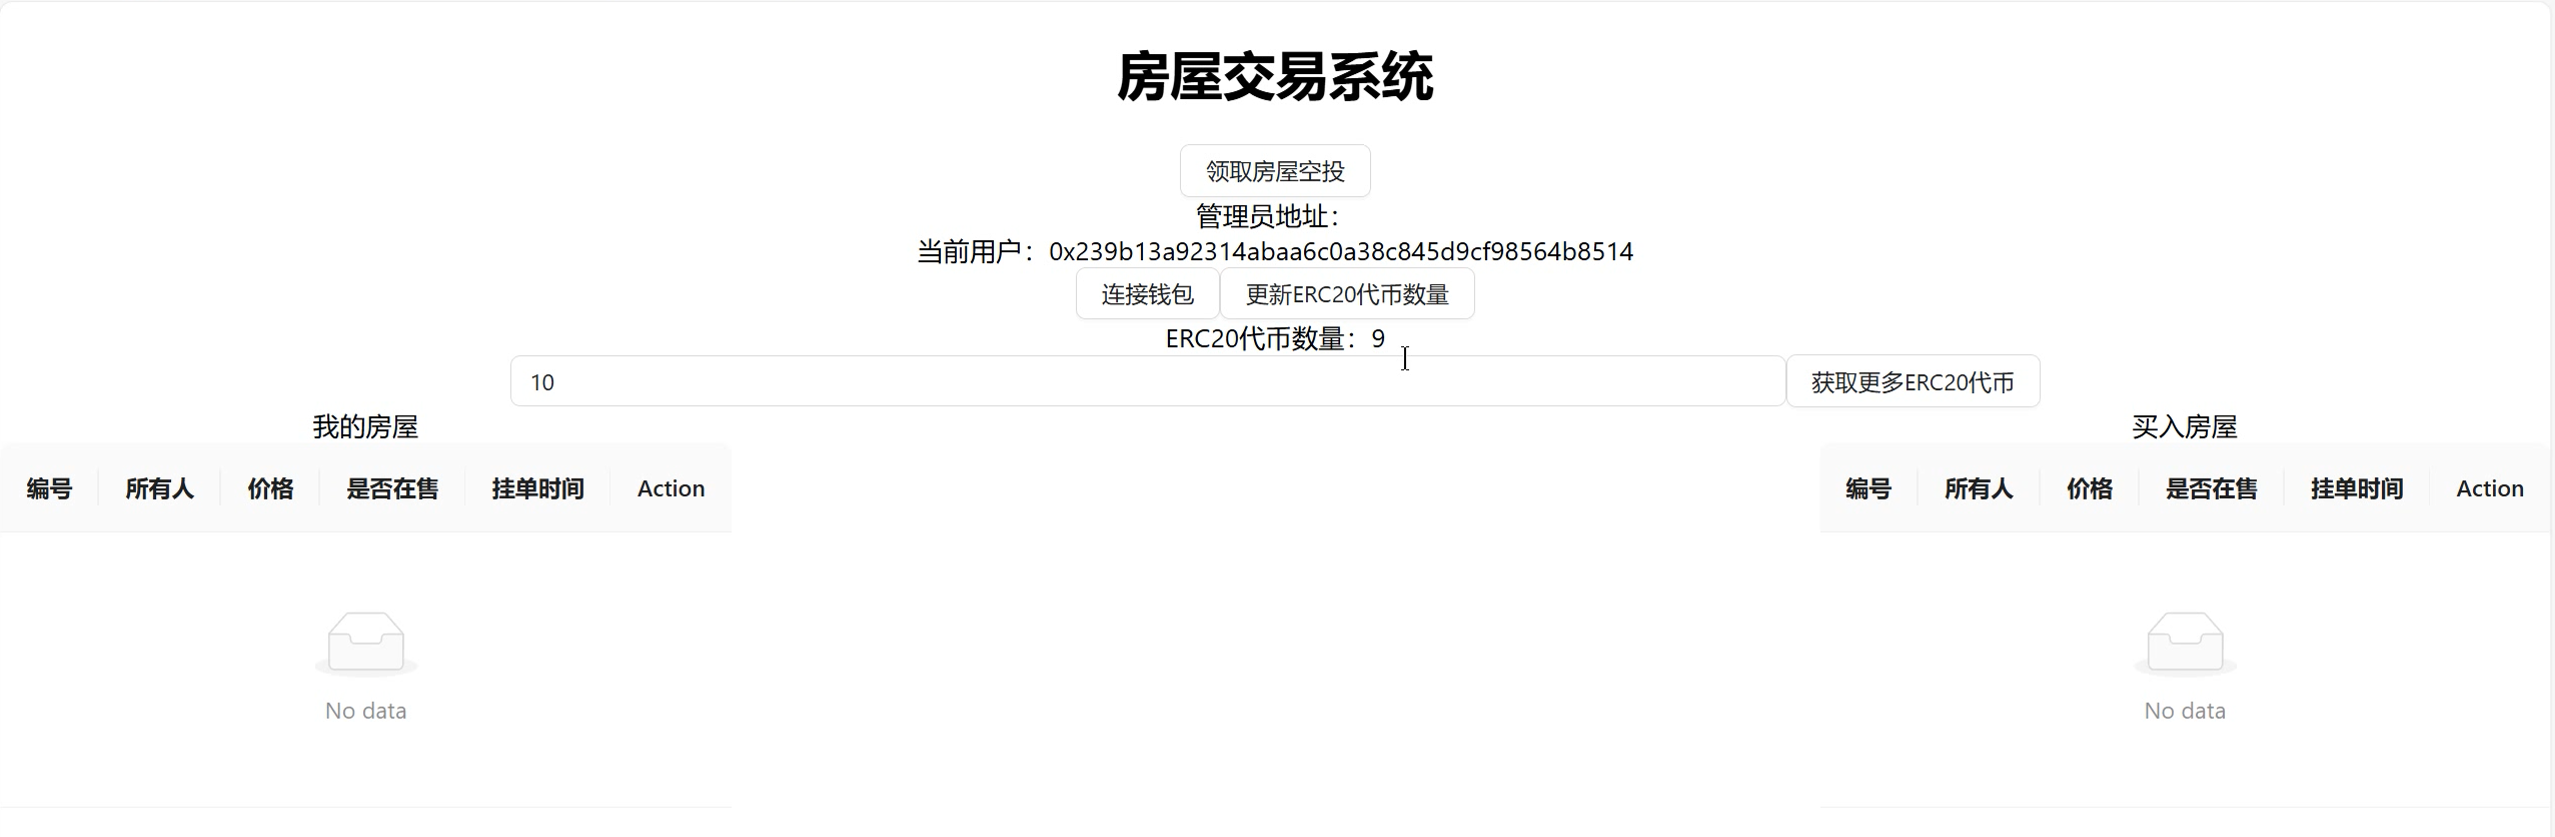 房屋交易系统
领取房屋空投
管理员地址：
当前用户：0x239b13a92314abaa6c0a38c845d9cf98564b8514
连接钱包 更新ERC20代币数量
ERC20代币数量：9
10 获取更多ERC20代币
我的房屋
编号 所有人 价格 是否在售 挂单时间 Action
No data
买入房屋
编号 所有人 价格 是否在售 挂单时间 Action
No data